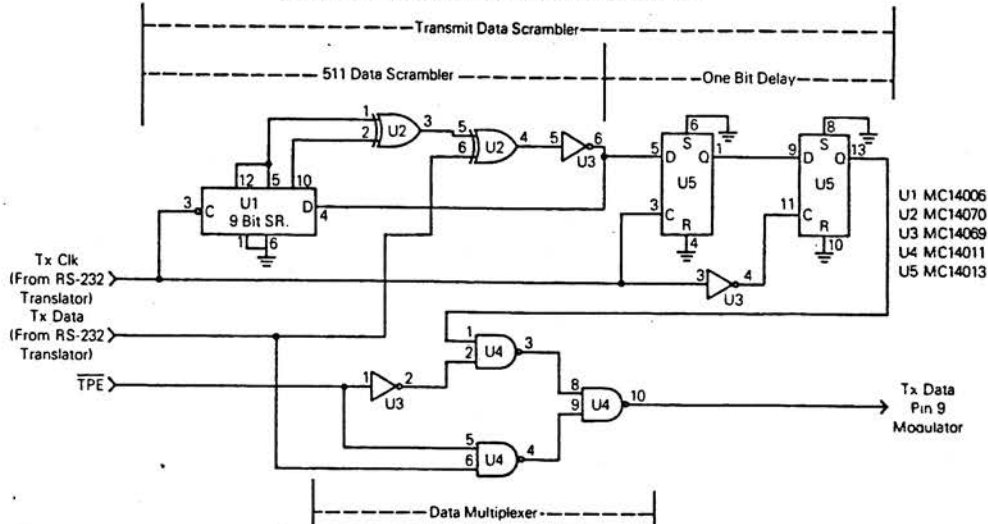 Transmit Data Scrambler
511 Data Scrambler
One Bit Delay
1
2
U2
3
5
6
U2
4
5
U3
6
12
5
10
3
C
U1
9 Bit SR.
D
4
1
6
6
S
5
D
Q
1
U5
3
C
R
4
8
S
9
D
Q
13
U5
11
C
R
10
3
4
U3
U1 MC14006
U2 MC14070
U3 MC14069
U4 MC14011
U5 MC14013
Tx Clk
(From RS-232
Translator)
Tx Data
(From RS-232
Translator)
TPE
1
2
U3
1
2
U4
3
5
6
U4
4
8
9
U4
10
Tx Data
Pin 9
Modulator
Data Multiplexer